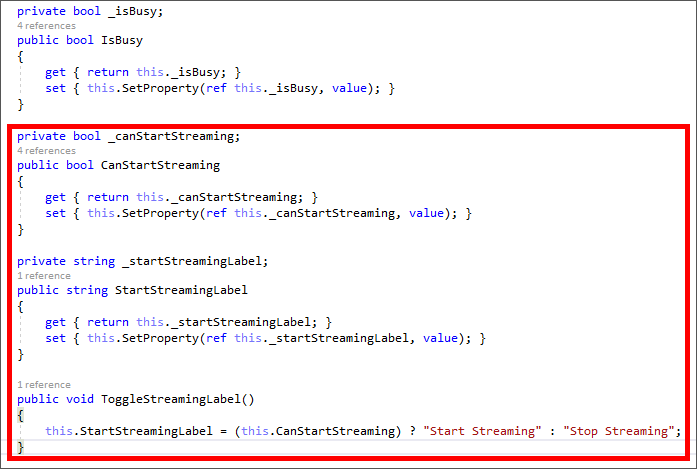 private bool _isBusy;
4 references
public bool IsBusy
{
get { return this._isBusy; }
set { this.SetProperty(ref this._isBusy, value); }
}
private bool _canStartStreaming;
4 references
public bool CanStartStreaming
{
get { return this._canStartStreaming; }
set { this.SetProperty(ref this._canStartStreaming, value); }
}
private string _startStreamingLabel;
1 reference
public string StartStreamingLabel
{
get { return this._startStreamingLabel; }
set { this.SetProperty(ref this._startStreamingLabel, value); }
}
1 reference
public void ToggleStreamingLabel()
{
this.StartStreamingLabel = (this.CanStartStreaming) ? "Start Streaming" : "Stop Streaming";
}